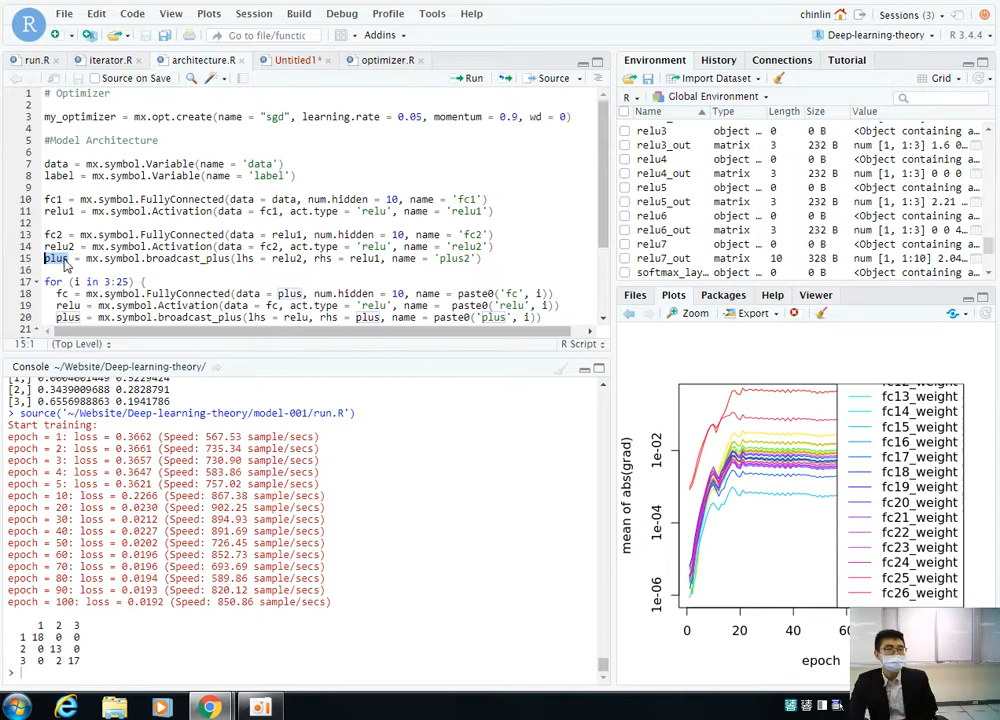 File Edit Code View Plots Session Build Debug Profile Tools Help
chinlin Sessions (3)
Go to file/functic Addins
Deep-learning-theory R 3.4.4
run.R iterator.R architecture.R Untitled1* optimizer.R
Source on Save Run Source
1 # Optimizer
2
3 my_optimizer = mx.opt.create(name = "sgd", learning.rate = 0.05, momentum = 0.9, wd = 0)
4
5 #Model Architecture
6
7 data = mx.symbol.Variable(name = 'data')
8 label = mx.symbol.Variable(name = 'label')
9
10 fc1 = mx.symbol.FullyConnected(data = data, num.hidden = 10, name = 'fc1')
11 relu1 = mx.symbol.Activation(data = fc1, act.type = 'relu', name = 'relu1')
12
13 fc2 = mx.symbol.FullyConnected(data = relu1, num.hidden = 10, name = 'fc2')
14 relu2 = mx.symbol.Activation(data = fc2, act.type = 'relu', name = 'relu2')
15 plus = mx.symbol.broadcast_plus(lhs = relu2, rhs = relu1, name = 'plus2')
16
17 for (i in 3:25) {
18 fc = mx.symbol.FullyConnected(data = plus, num.hidden = 10, name = paste0('fc', i))
19 relu = mx.symbol.Activation(data = fc, act.type = 'relu', name = paste0('relu', i))
20 plus = mx.symbol.broadcast_plus(lhs = relu, rhs = plus, name = paste0('plus', i))
21
15:1 (Top Level) R Script
Console ~/Website/Deep-learning-theory/
[2,] 0.3439009688 0.2828791
[3,] 0.6556988863 0.1941786
> source('~/Website/Deep-learning-theory/model-001/run.R')
Start training:
epoch = 1: loss = 0.3662 (Speed: 567.53 sample/secs)
epoch = 2: loss = 0.3661 (Speed: 735.34 sample/secs)
epoch = 3: loss = 0.3657 (Speed: 730.90 sample/secs)
epoch = 4: loss = 0.3647 (Speed: 583.86 sample/secs)
epoch = 5: loss = 0.3621 (Speed: 757.02 sample/secs)
epoch = 10: loss = 0.2266 (Speed: 867.38 sample/secs)
epoch = 20: loss = 0.0230 (Speed: 902.25 sample/secs)
epoch = 30: loss = 0.0212 (Speed: 894.93 sample/secs)
epoch = 40: loss = 0.0227 (Speed: 891.69 sample/secs)
epoch = 50: loss = 0.0202 (Speed: 726.45 sample/secs)
epoch = 60: loss = 0.0196 (Speed: 852.73 sample/secs)
epoch = 70: loss = 0.0196 (Speed: 693.69 sample/secs)
epoch = 80: loss = 0.0194 (Speed: 589.86 sample/secs)
epoch = 90: loss = 0.0193 (Speed: 820.12 sample/secs)
epoch = 100: loss = 0.0192 (Speed: 850.86 sample/secs)
1 2 3
1 18 0 0
2 0 13 0
3 0 2 17
>
Environment History Connections Tutorial
Import Dataset Grid
R Global Environment
Name Type Length Size Value
relu3 object … 0 0 B <Object containing a…
relu3_out matrix 3 232 B num [1, 1:3] 1.6 0…
relu4 object … 0 0 B <Object containing a…
relu4_out matrix 3 232 B num [1, 1:3] 0 0 0
relu5 object … 0 0 B <Object containing a…
relu5_out matrix 3 232 B num [1, 1:3] 2.21 …
relu6 object … 0 0 B <Object containing a…
relu7 object … 0 0 B <Object containing a…
relu7_out matrix 10 328 B num [1, 1:10] 2.04…
softmax_lay… object … 0 0 B <Object containing a…
Files Plots Packages Help Viewer
Zoom Export
mean of abs(grad)
1e-02
1e-04
1e-06
0 20 40 60
epoch
fc12_weight
fc13_weight
fc14_weight
fc15_weight
fc16_weight
fc17_weight
fc18_weight
fc19_weight
fc20_weight
fc21_weight
fc22_weight
fc23_weight
fc24_weight
fc25_weight
fc26_weight